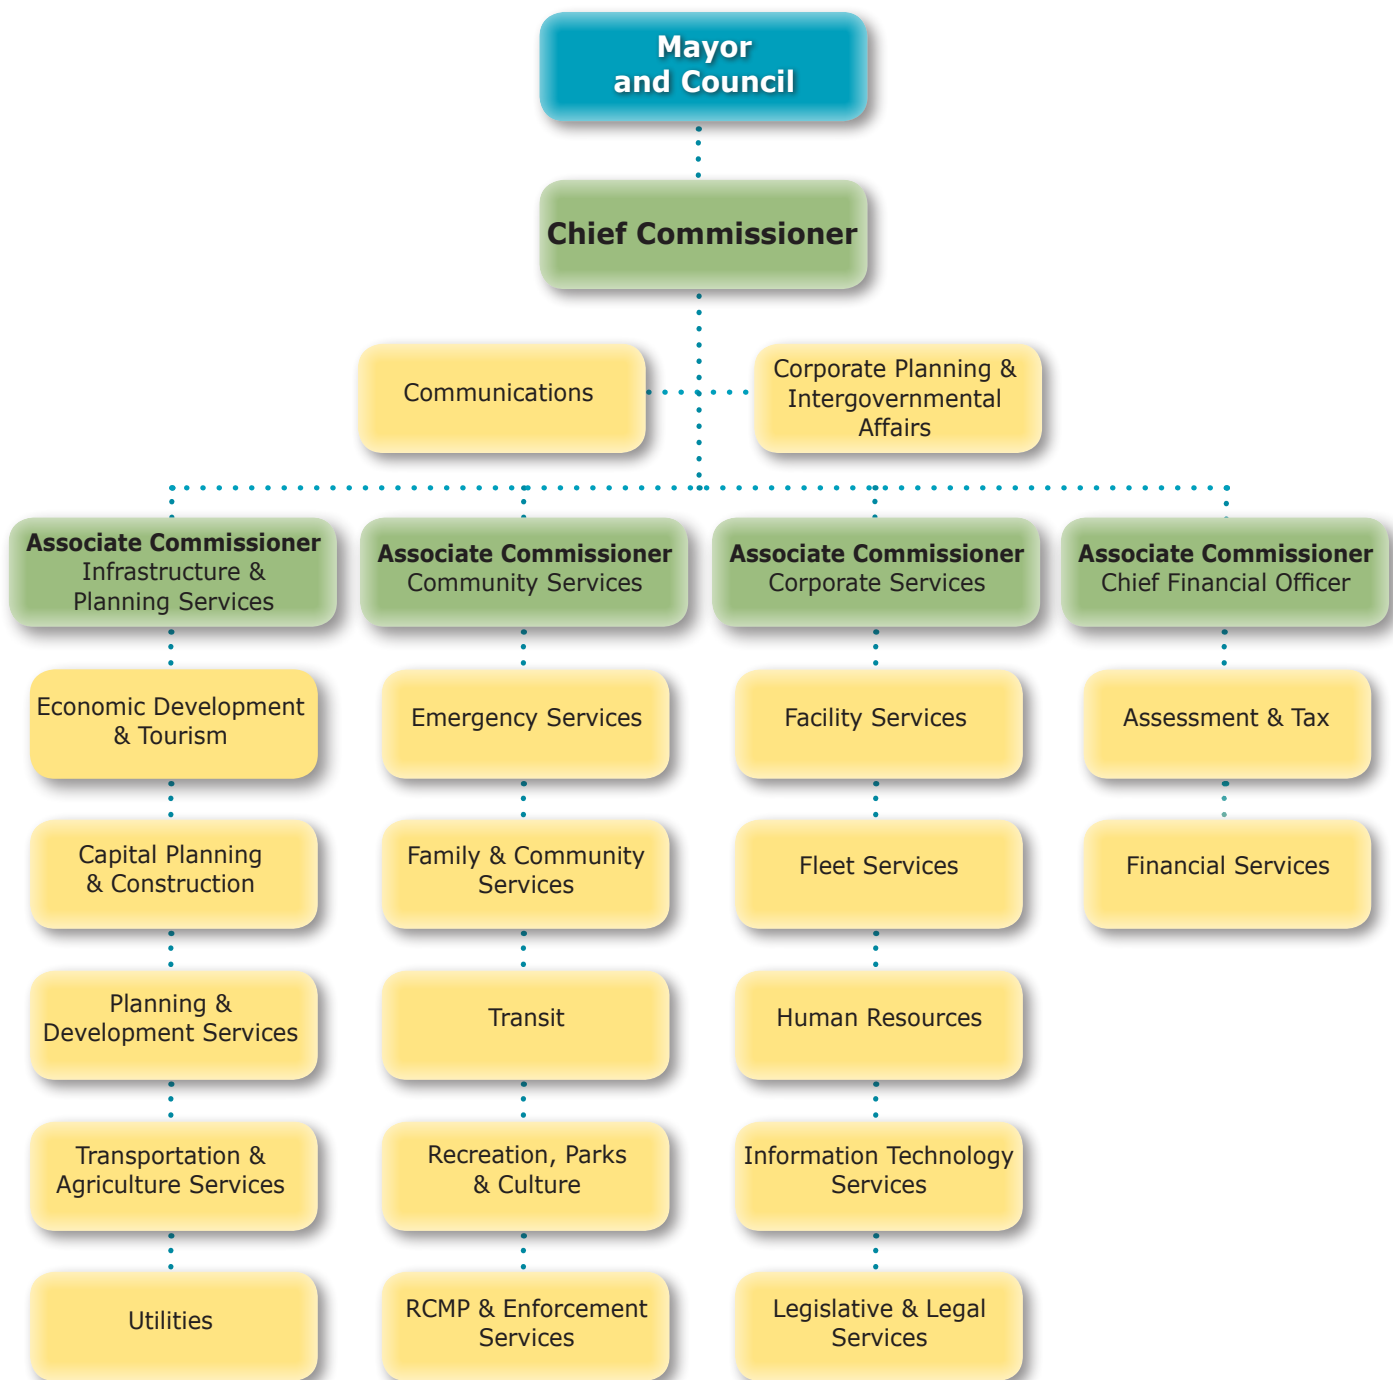 Mayor
and Council
Chief Commissioner
Communications
Corporate Planning &
Intergovernmental
Affairs
Associate Commissioner
Infrastructure &
Planning Services
Associate Commissioner
Community Services
Associate Commissioner
Corporate Services
Associate Commissioner
Chief Financial Officer
Economic Development
& Tourism
Emergency Services
Facility Services
Assessment & Tax
Capital Planning
& Construction
Family & Community
Services
Fleet Services
Financial Services
Planning &
Development Services
Transit
Human Resources
Transportation &
Agriculture Services
Recreation, Parks
& Culture
Information Technology
Services
Utilities
RCMP & Enforcement
Services
Legislative & Legal
Services